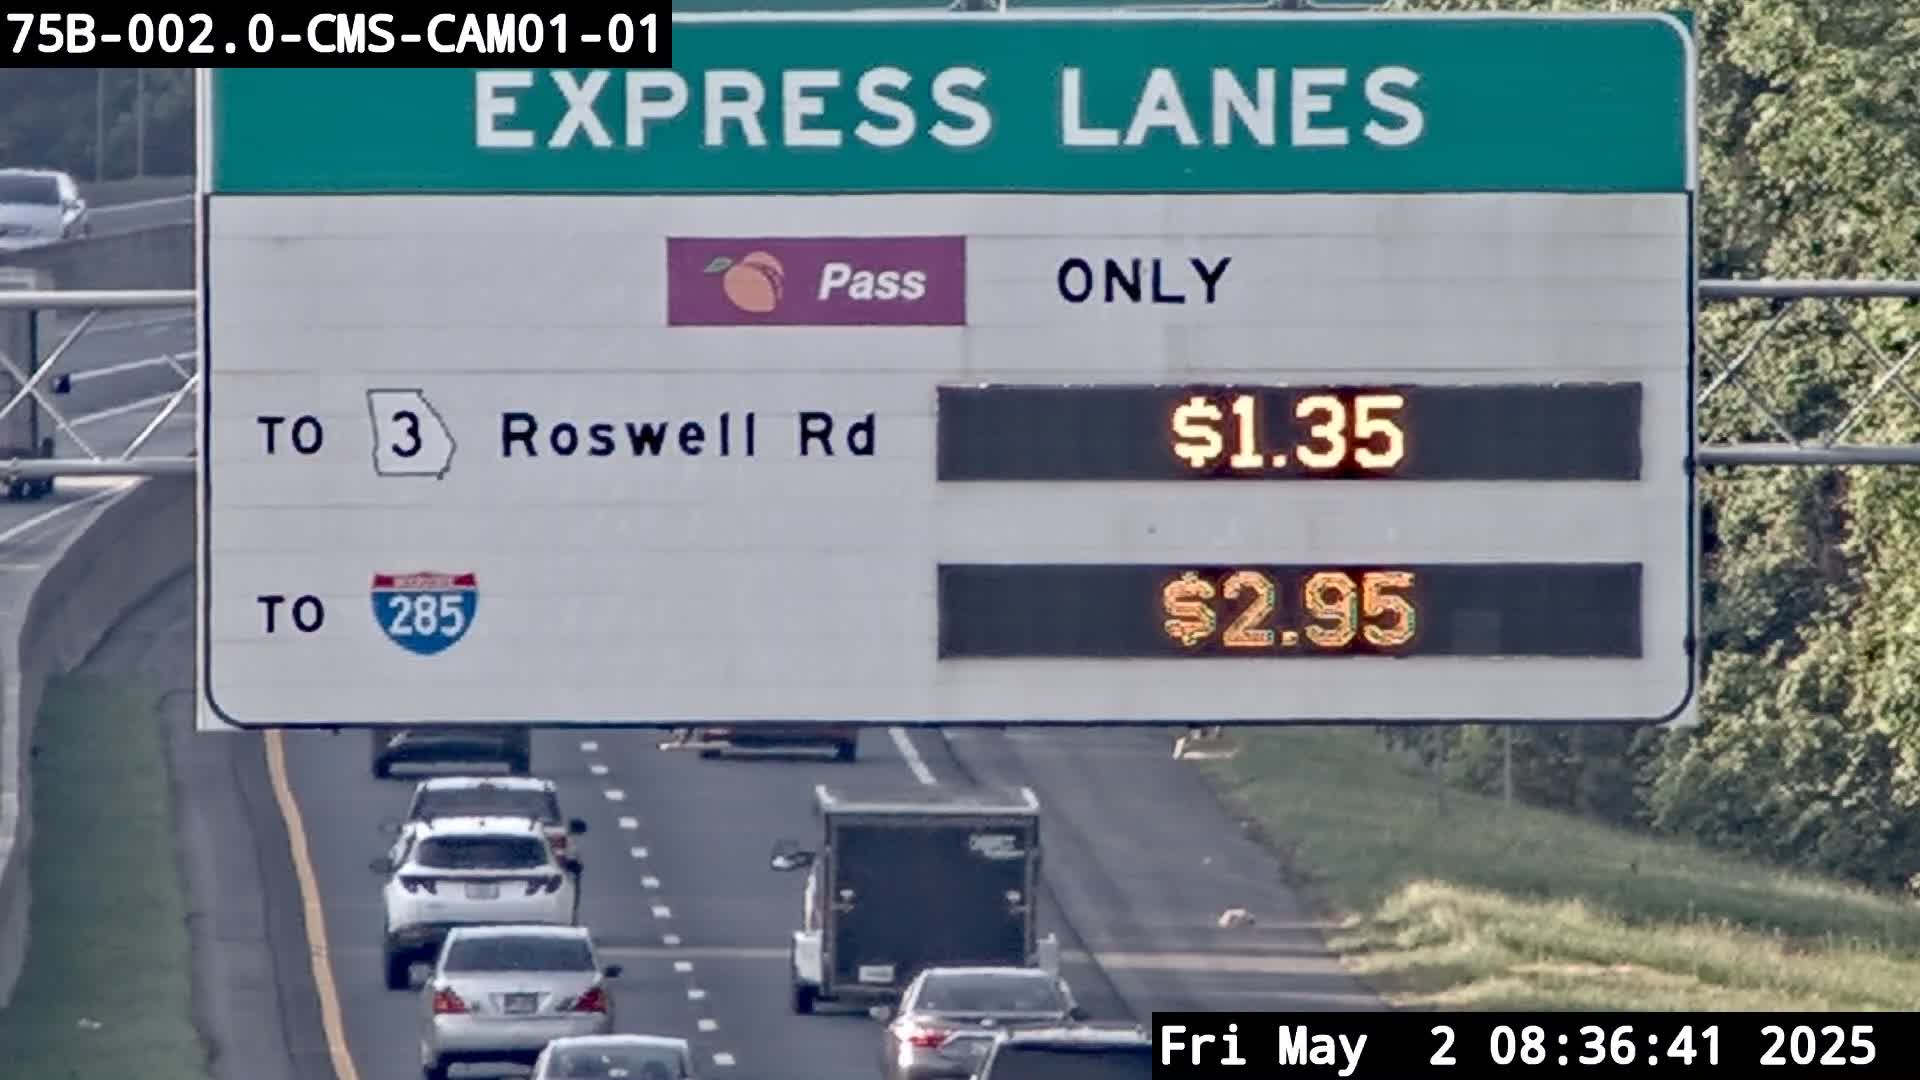 75B-002.0-CMS-CAM01-01
EXPRESS LANES
Pass ONLY
TO 3 Roswell Rd $1.35
TO 285 $2.95
Fri May 2 08:36:41 2025